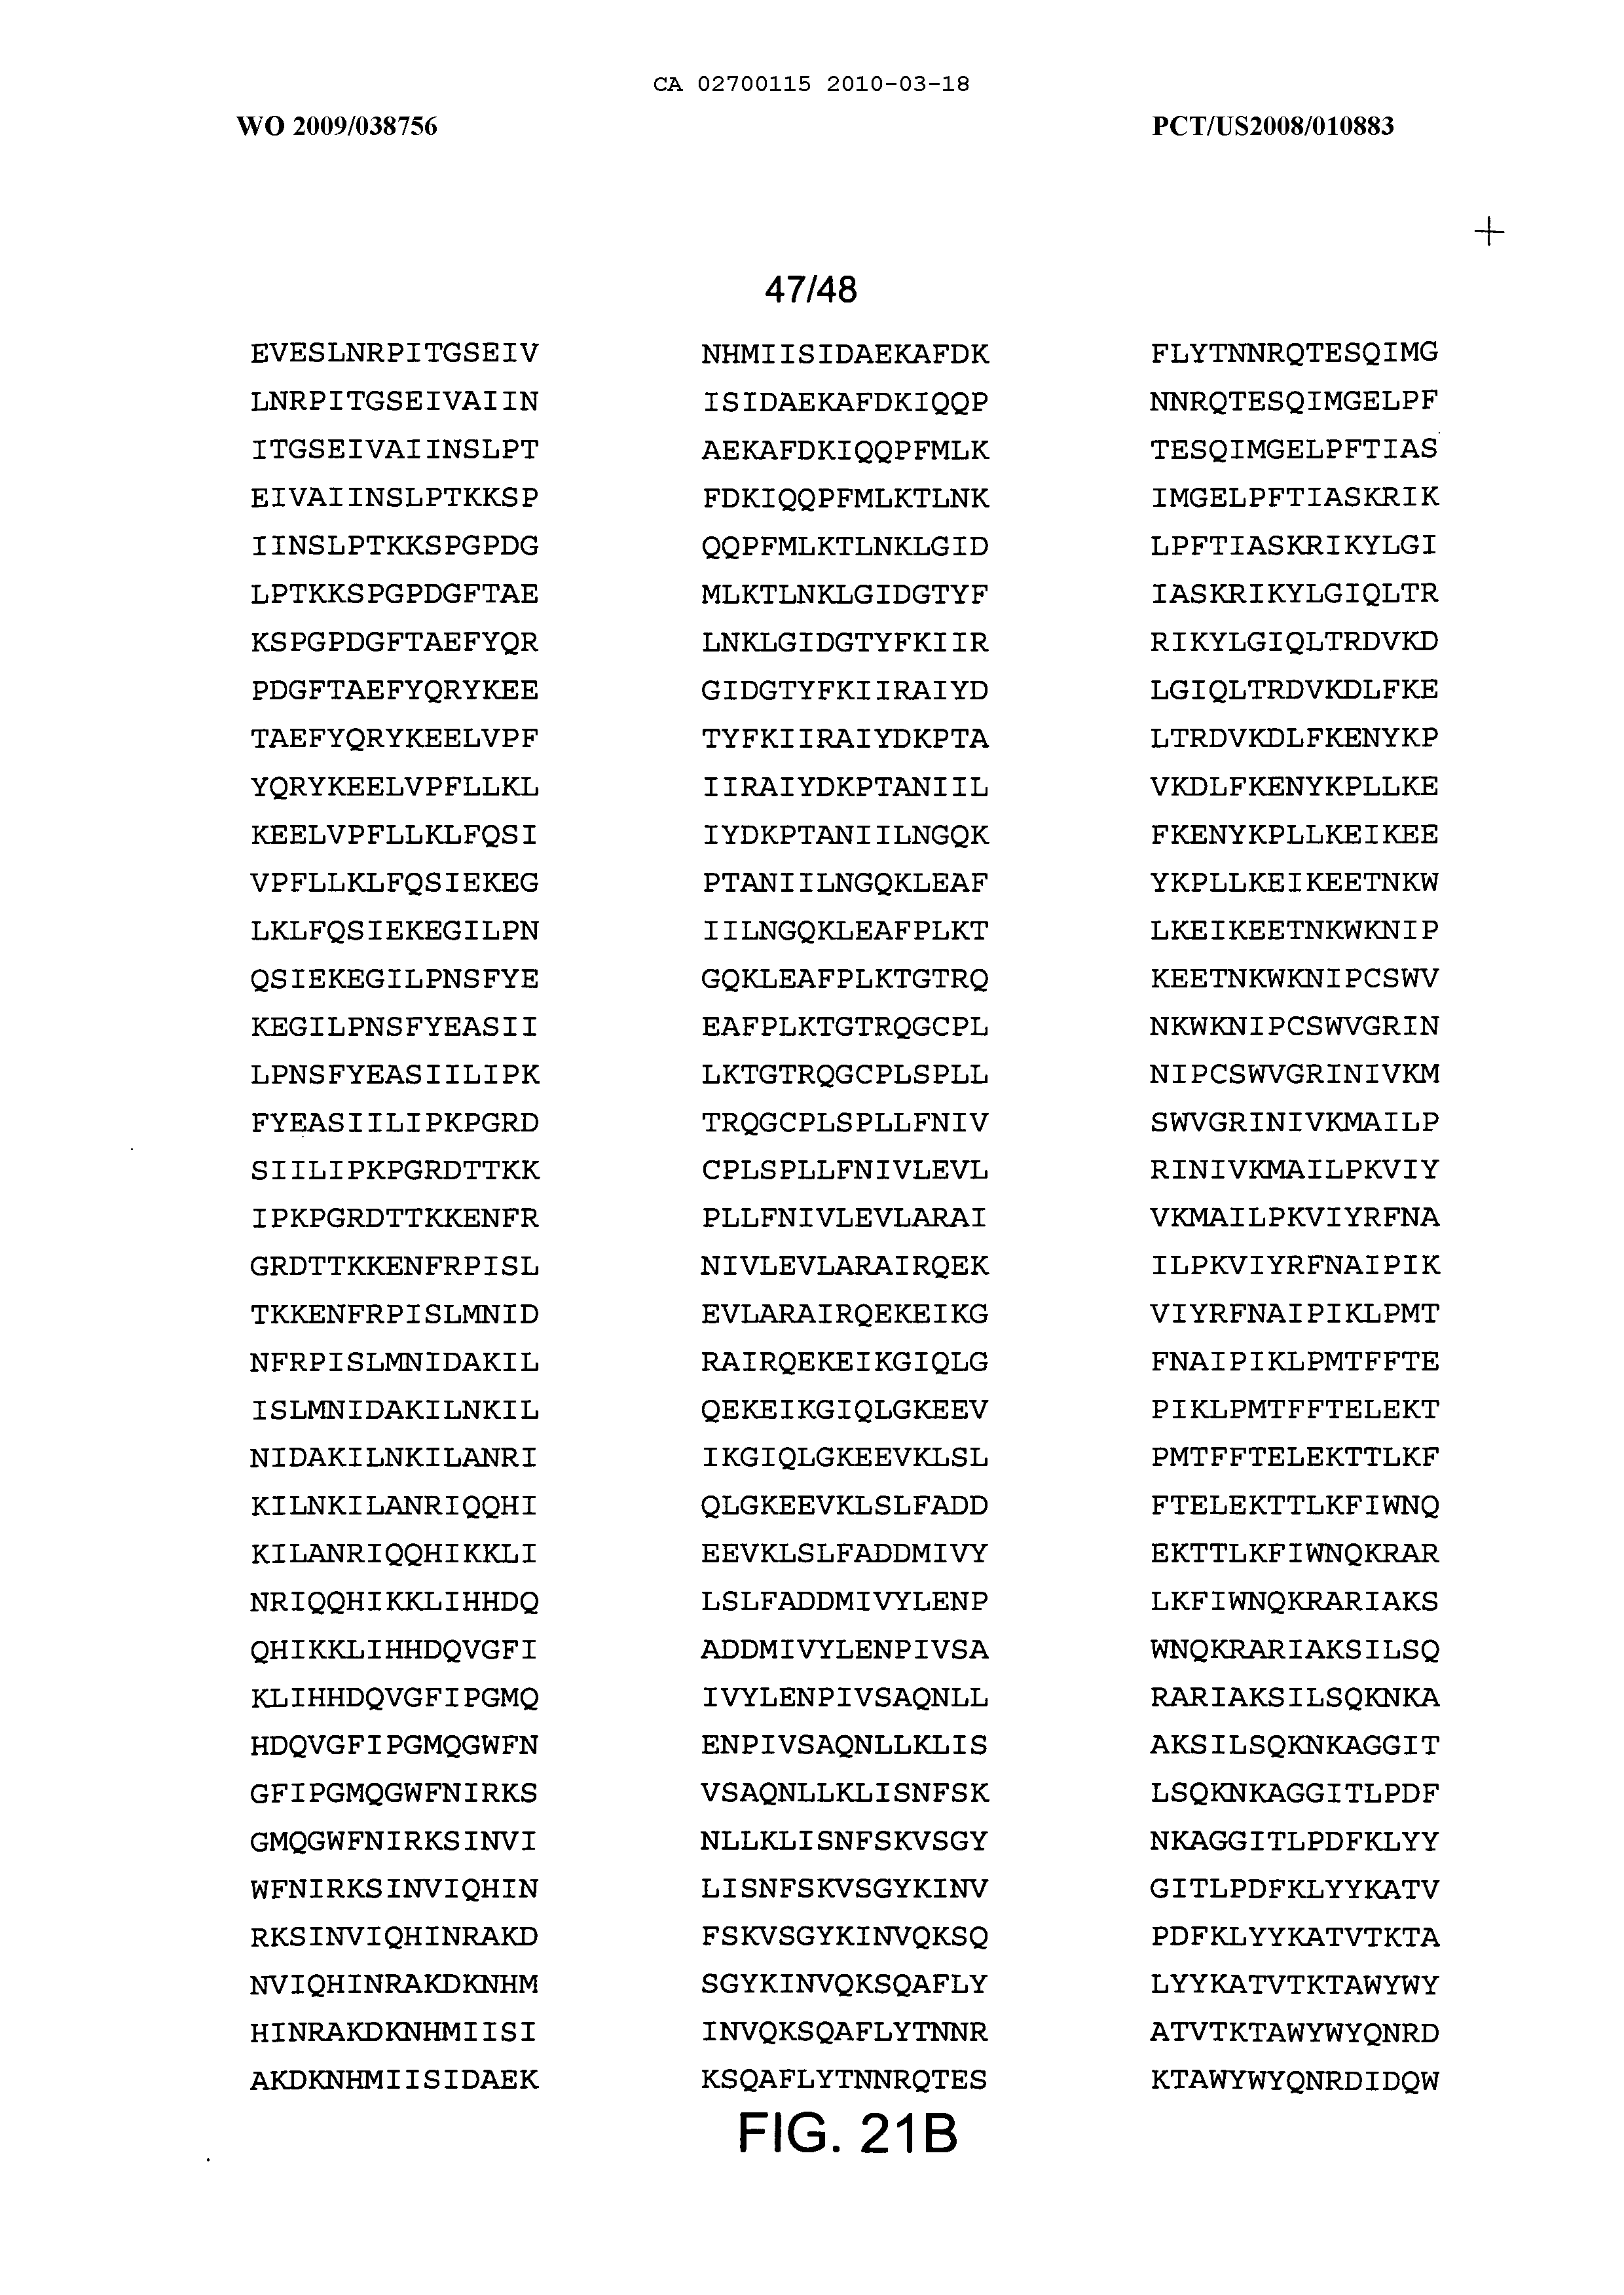 CA 02700115 2010-03-18
WO 2009/038756 PCT/US2008/010883
47/48
EVESLNRPITGSEIV NHMIISIDAEKAFDK FLYTNNRQTESQIMG
LNRPITGSEIVAIIN ISIDAEKAFDKIQQP NNRQTESQIMGELPF
ITGSEIVAIINSLPT AEKAFDKIQQPFMLK TESQIMGELPFTIAS
EIVAIINSLPTKKSP FDKIQQPFMLKTLNK IMGELPFTIASKRIK
IINSLPTKKSPGPDG QQPFMLKTLNKLGID LPFTIASKRIKYLGI
LPTKKSPGPDGFTAE MLKTLNKLGIDGTYF IASKRIKYLGIQLTR
KSPGPDGFTAEFYQR LNKLGIDGTYFKIIR RIKYLGIQLTRDVKD
PDGFTAEFYQRYKEE GIDGTYFKIIRAIYD LGIQLTRDVKDLFKE
TAEFYQRYKEELVPF TYFKIIRAIYDKPTA LTRDVKDLFKENYKP
YQRYKEELVPFLLKL IIRAIYDKPTANIIL VKDLFKENYKPLLKE
KEELVPFLLKLFQSI IYDKPTANIILNGQK FKENYKPLLKEIKEE
VPFLLKLFQSIEKEG PTANIILNGQKLEAF YKPLLKEIKEETNKW
LKLFQSIEKEGILPN IILNGQKLEAFPLKT LKEIKEETNKWKNIP
QSIEKEGILPNSFYE GQKLEAFPLKTGTRQ KEETNKWKNIPCSWV
KEGILPNSFYEASII EAFPLKTGTRQGCPL NKWKNIPCSWVGRIN
LPNSFYEASIILIPK LKTGTRQGCPLSPLL NIPCSWVGRINIVKM
FYEASIILIPKPGRD TRQGCPLSPLLFNIV SWVGRINIVKMAILP
SIILIPKPGRDTTKK CPLSPLLFNIVLEVL RINIVKMAILPKVIY
IPKPGRDTTKKENFR PLLFNIVLEVLARAI VKMAILPKVIYRFNA
GRDTTKKENFRPISL NIVLEVLARAIRQEK ILPKVIYRFNAIPIK
TKKENFRPISLMNID EVLARAIRQEKEIKG VIYRFNAIPIKLPMT
NFRPISLMNIDAKIL RAIRQEKEIKGIQLG FNAIPIKLPMTFFTE
ISLMNIDAKILNKIL QEKEIKGIQLGKEEV PIKLPMTFFTELEKT
NIDAKILNKILANRI IKGIQLGKEEVKLSL PMTFFTELEKTTLKF
KILNKILANRIQQHI QLGKEEVKLSLFADD FTELEKTTLKFIWNQ
KILANRIQQHIKKLI EEVKLSLFADDMIVY EKTTLKFIWNQKRAR
NRIQQHIKKLIHHDQ LSLFADDMIVYLENP LKFIWNQKRARIAKS
QHIKKLIHHDQVGFI ADDMIVYLENPIVSA WNQKRARIAKSILSQ
KLIHHDQVGFIPGMQ IVYLENPIVSAQNLL RARIAKSILSQKNKA
HDQVGFIPGMQGWFN ENPIVSAQNLLKLIS AKSILSQKNKAGGIT
GFIPGMQGWFNIRKS VSAQNLLKLISNFSK LSQKNKAGGITLPDF
GMQGWFNIRKSINVI NLLKLISNFSKVSGY NKAGGITLPDFKLYY
WFNIRKSINVIQHIN LISNFSKVSGYKINV GITLPDFKLYYKATV
RKSINVIQHINRAKD FSKVSGYKINVQKSQ PDFKLYYKATVTKTA
NVIQHINRAKDKNHM SGYKINVQKSQAFLY LYYKATVTKTAWYWY
HINRAKDKNHMIISI INVQKSQAFLYTNNR ATVTKTAWYWYQNRD
AKDKNHMIISIDAEK KSQAFLYTNNRQTES KTAWYWYQNRDIDQW
FIG. 21B